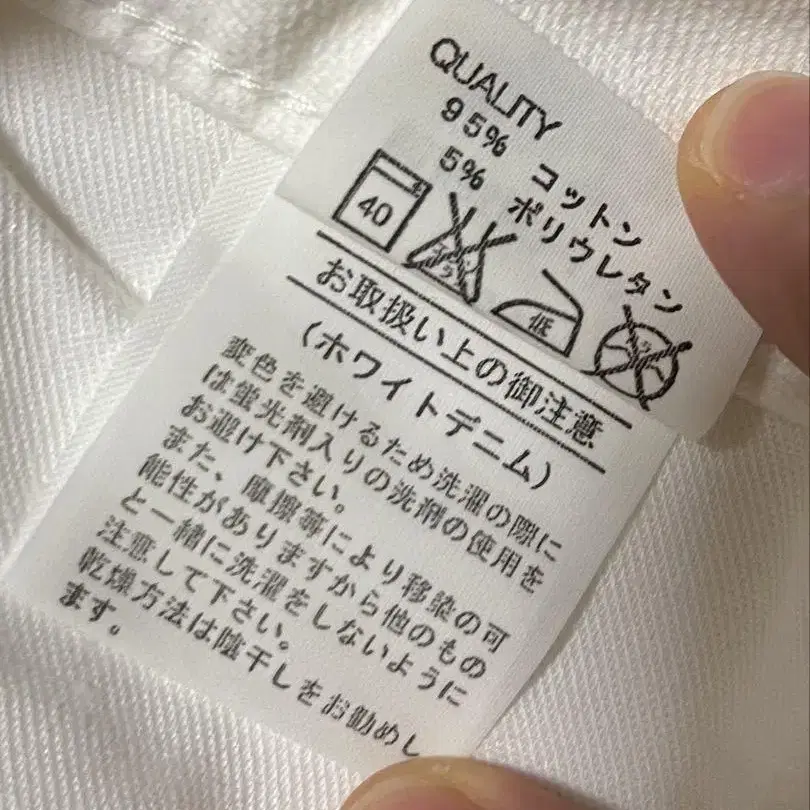 QUALITY
95% コットン
5% ポリウレタン
40
低
お取扱い上の御注意
(ホワイトデニム)
変色を避けるため洗濯の際に
は蛍光剤入りの洗剤の使用を
お避け下さい。
また、摩擦等により移染の可
能性がありますから他のもの
と一緒に洗濯をしないように
注意して下さい。
乾燥方法は陰干しをお勧めし
ます。